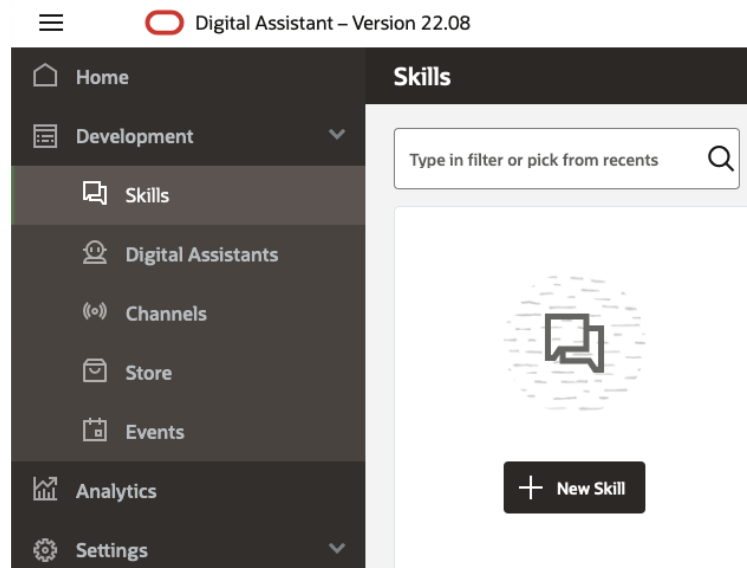 Digital Assistant – Version 22.08
Home
Development
Skills
Digital Assistants
Channels
Store
Events
Analytics
Settings
Skills
Type in filter or pick from recents
New Skill